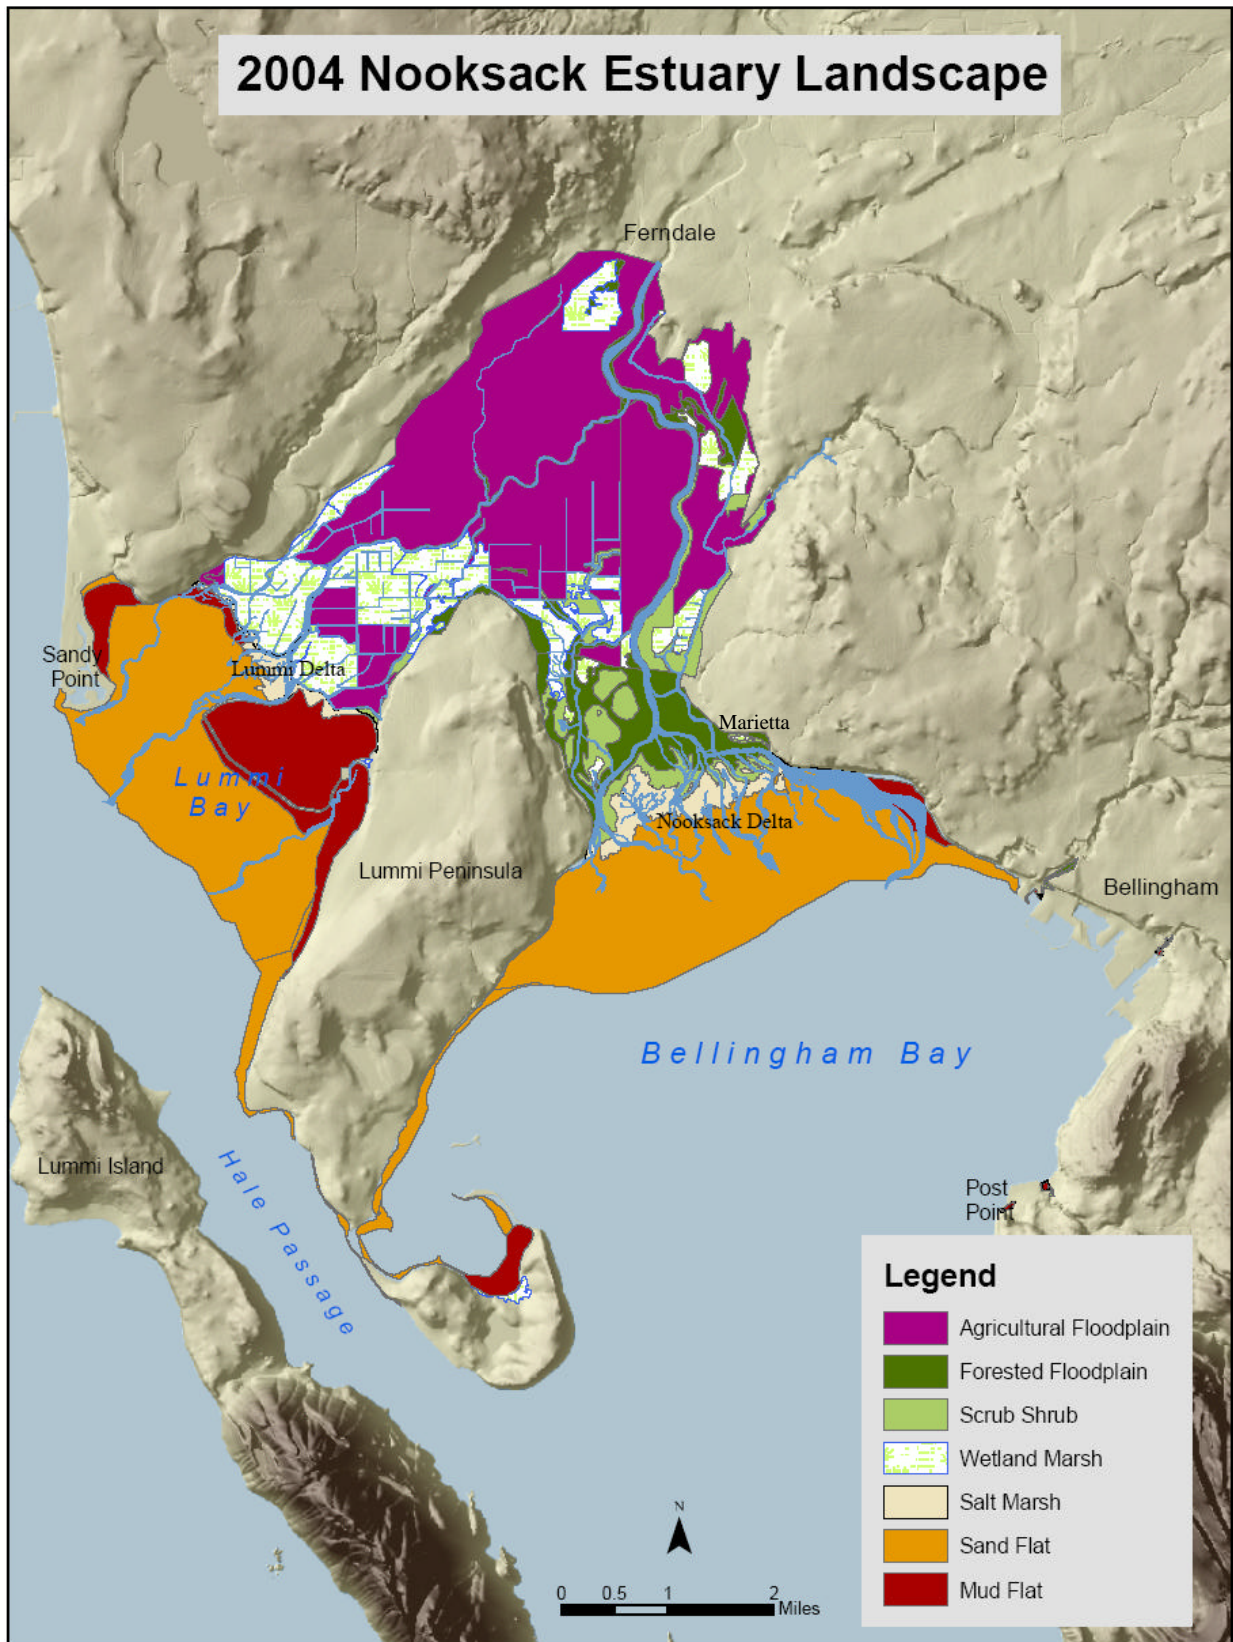 2004 Nooksack Estuary Landscape
Ferndale
Sandy
Point
Lummi Delta
Marietta
Lummi
Bay
Nooksack Delta
Lummi Peninsula
Bellingham
Bellingham Bay
Lummi Island
Hale Passage
Post
Point
Legend
Agricultural Floodplain
Forested Floodplain
Scrub Shrub
Wetland Marsh
Salt Marsh
Sand Flat
Mud Flat
N
0 0.5 1 2
Miles